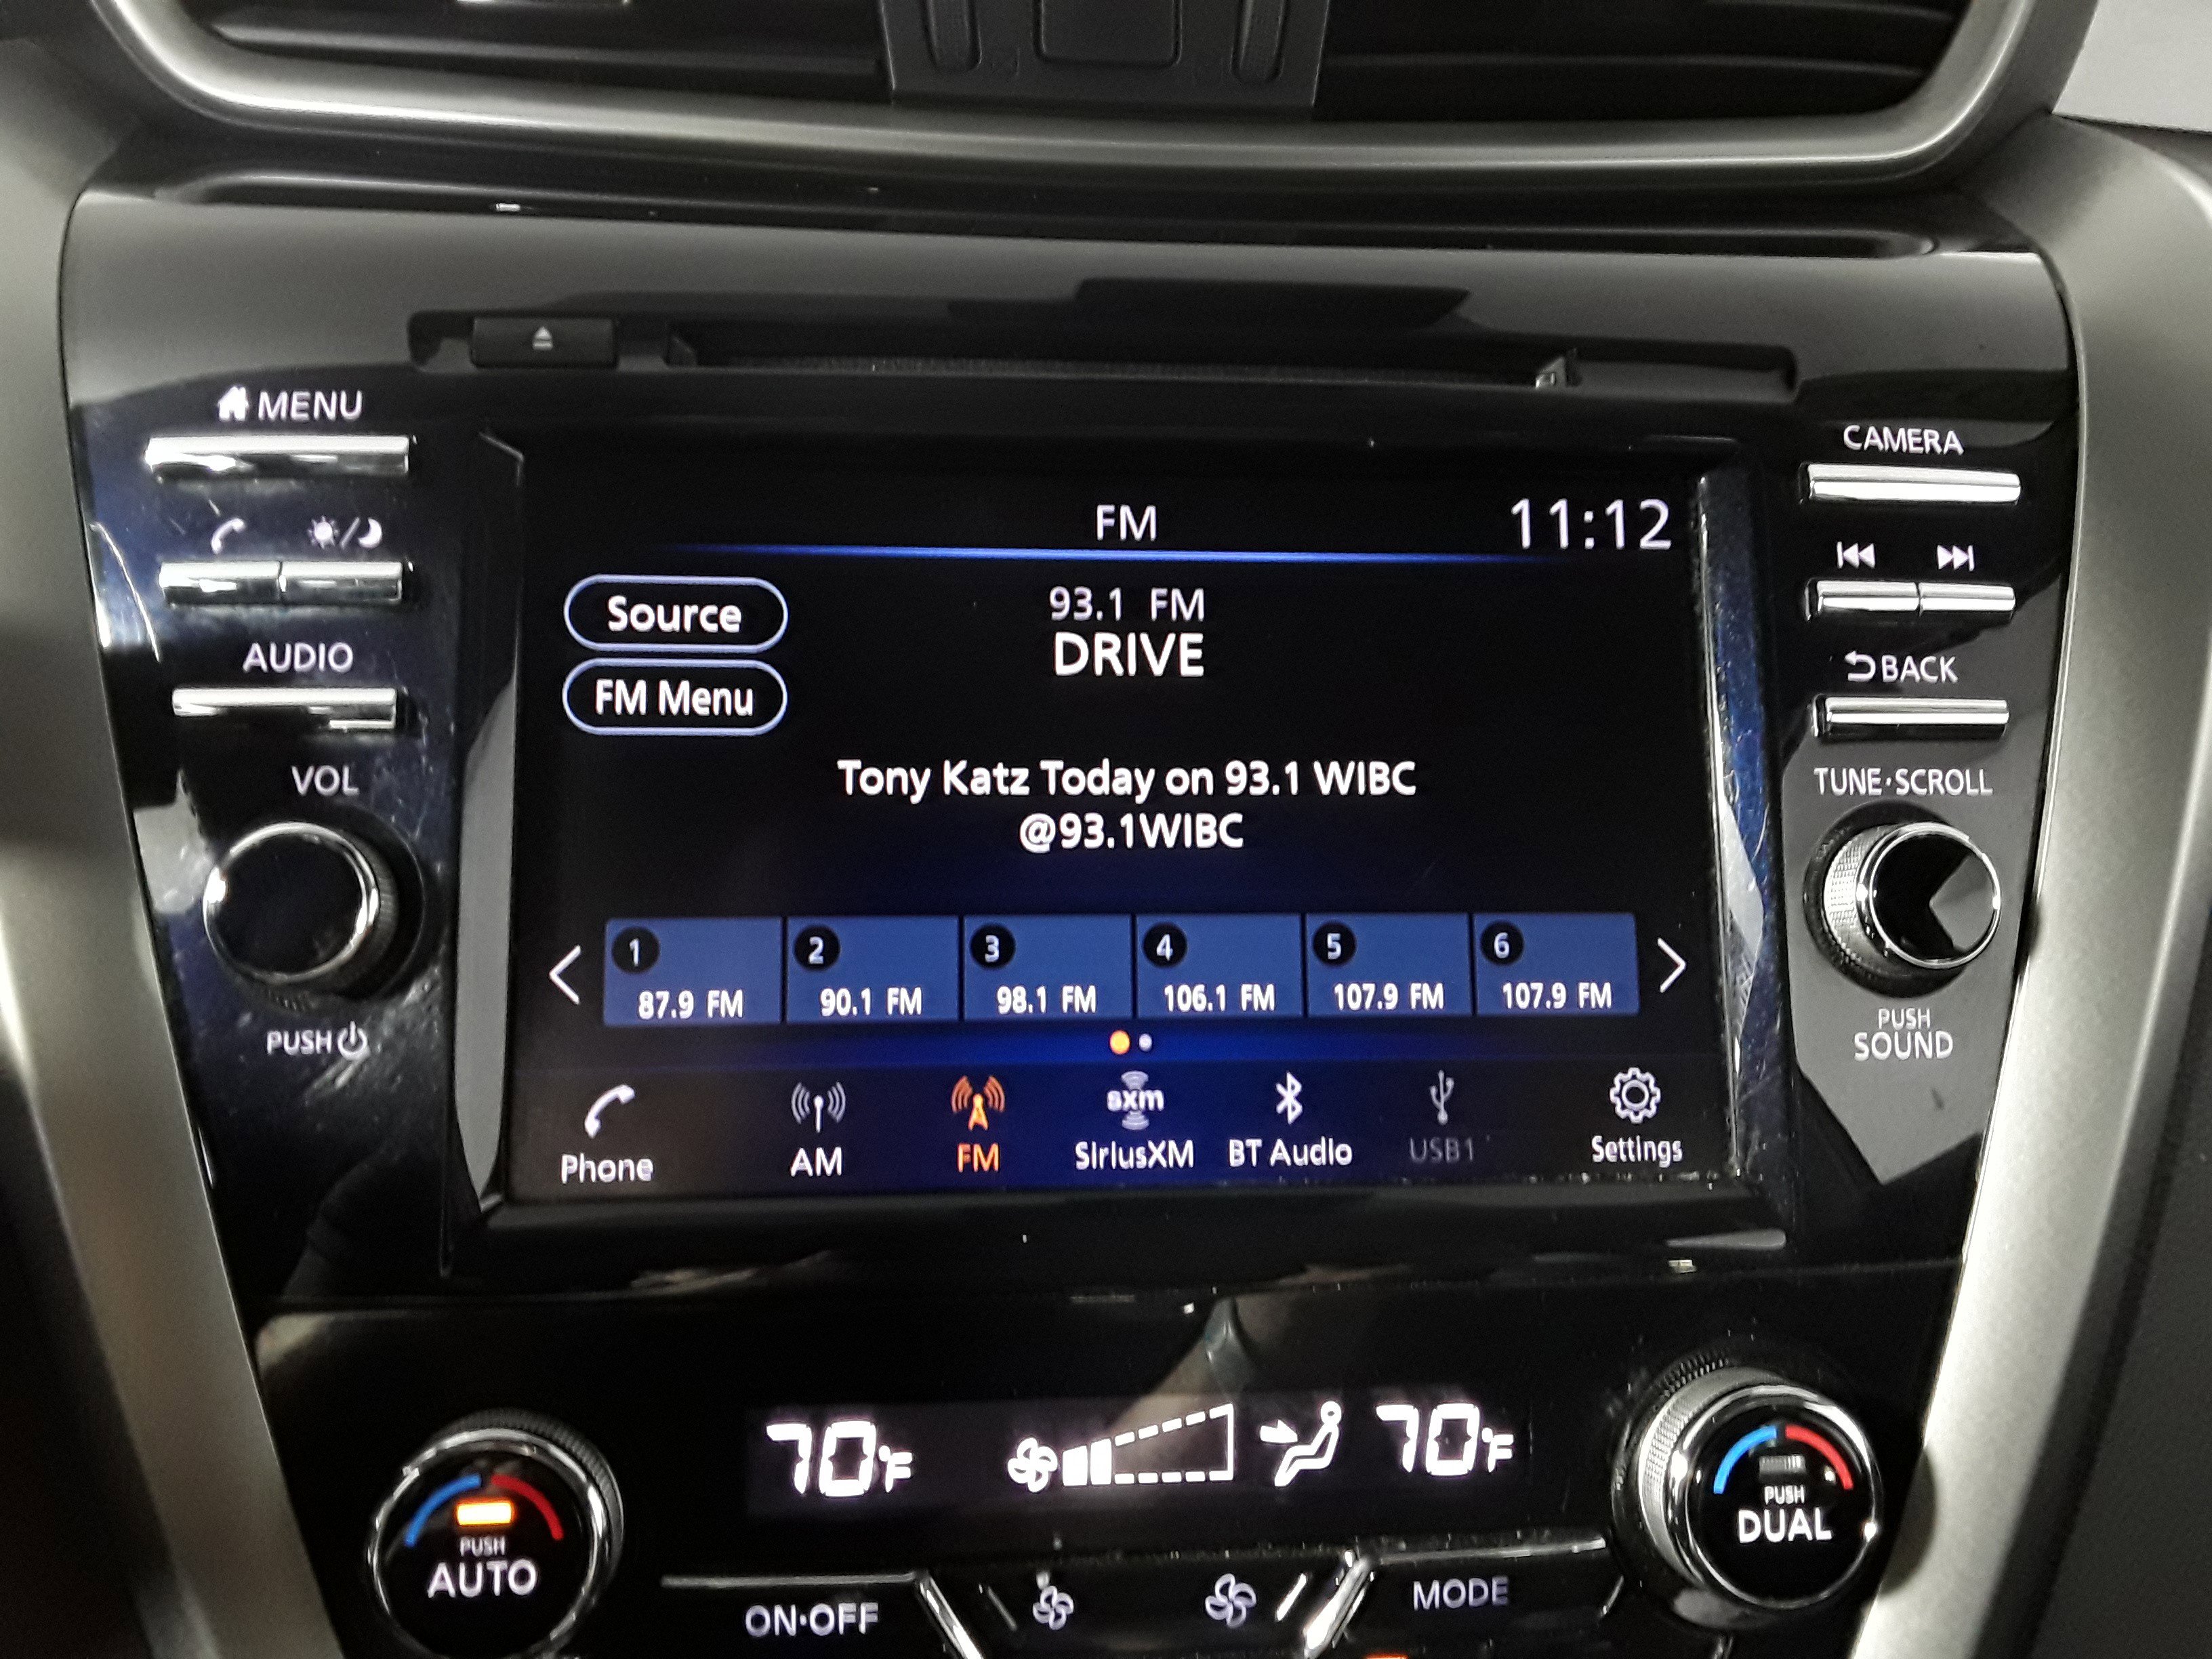 MENU
CAMERA
FM
11:12
Source
93.1 FM
DRIVE
AUDIO
FM Menu
BACK
VOL
Tony Katz Today on 93.1 WIBC
@93.1WIBC
TUNE·SCROLL
1 2 3 4 5 6
87.9 FM 90.1 FM 98.1 FM 106.1 FM 107.9 FM 107.9 FM
PUSH
PUSH
SOUND
sxm
Phone AM FM SiriusXM BT Audio USB1 Settings
70°F
70°F
PUSH
AUTO
PUSH
DUAL
ON·OFF
MODE